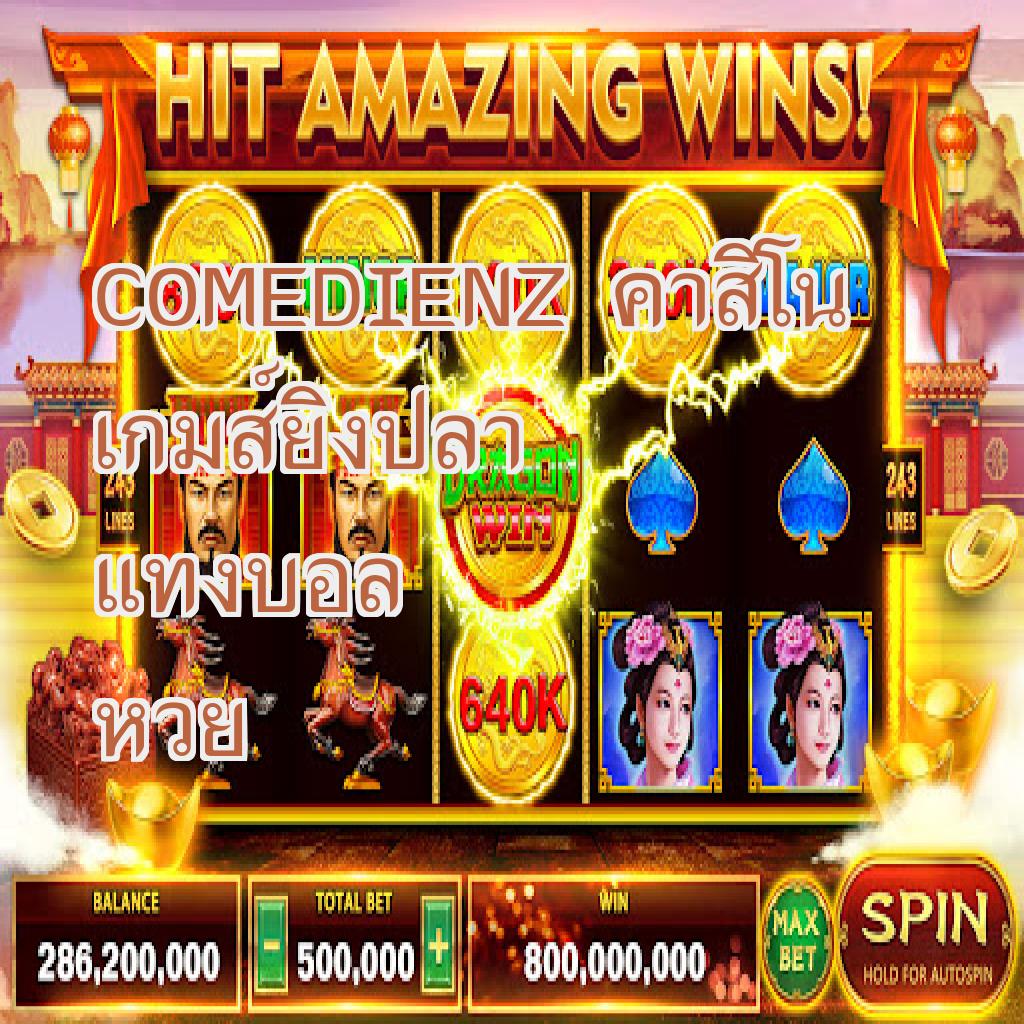 HIT AMAZING WINS!
COMEDIENZ คาสิโน
เกมส์ยิงปลา
DRAGON
WIN
243
LINES
243
LINES
แทงบอล
640K
หวย
BALANCE
286,200,000
TOTAL BET
- 500,000 +
WIN
800,000,000
MAX
BET
SPIN
HOLD FOR AUTOSPIN